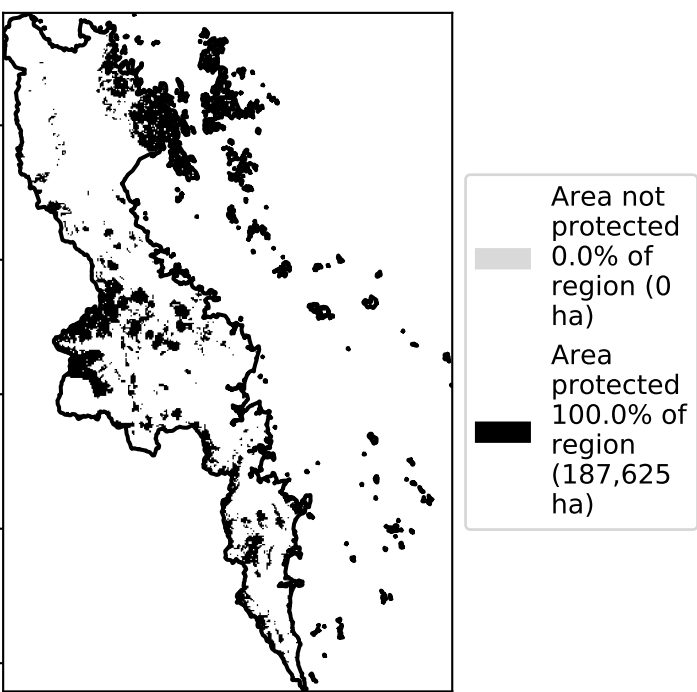 Area not
protected
0.0% of
region (0
ha)
Area
protected
100.0% of
region
(187,625
ha)